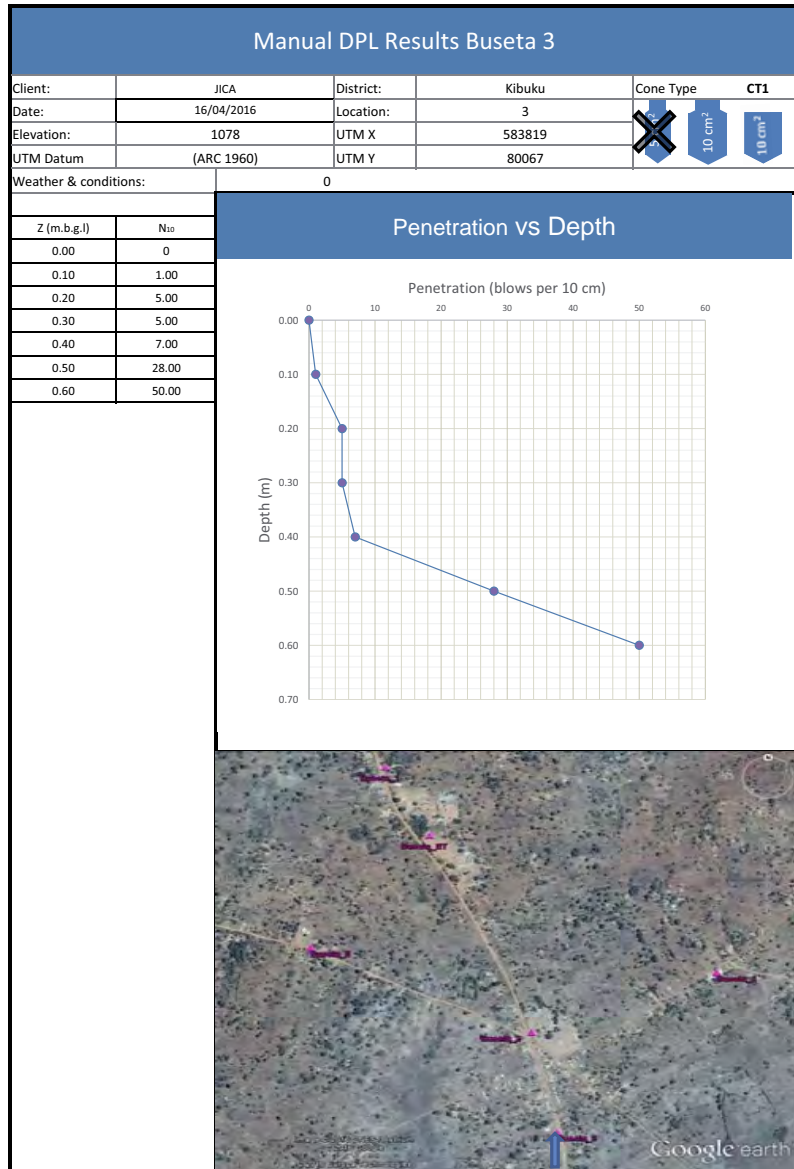 Manual DPL Results Buseta 3
Client: JICA District: Kibuku Cone Type CT1
Date: 16/04/2016 Location: 3
Elevation: 1078 UTM X 583819
UTM Datum (ARC 1960) UTM Y 80067
10 cm²
10 cm²
Weather & conditions: 0
Penetration vs Depth
Z (m.b.g.l) N10
0.00 0
0.10 1.00
0.20 5.00
0.30 5.00
0.40 7.00
0.50 28.00
0.60 50.00
Penetration (blows per 10 cm)
0 10 20 30 40 50 60
0.00
0.10
0.20
0.30
0.40
0.50
0.60
0.70
Depth (m)
Google earth